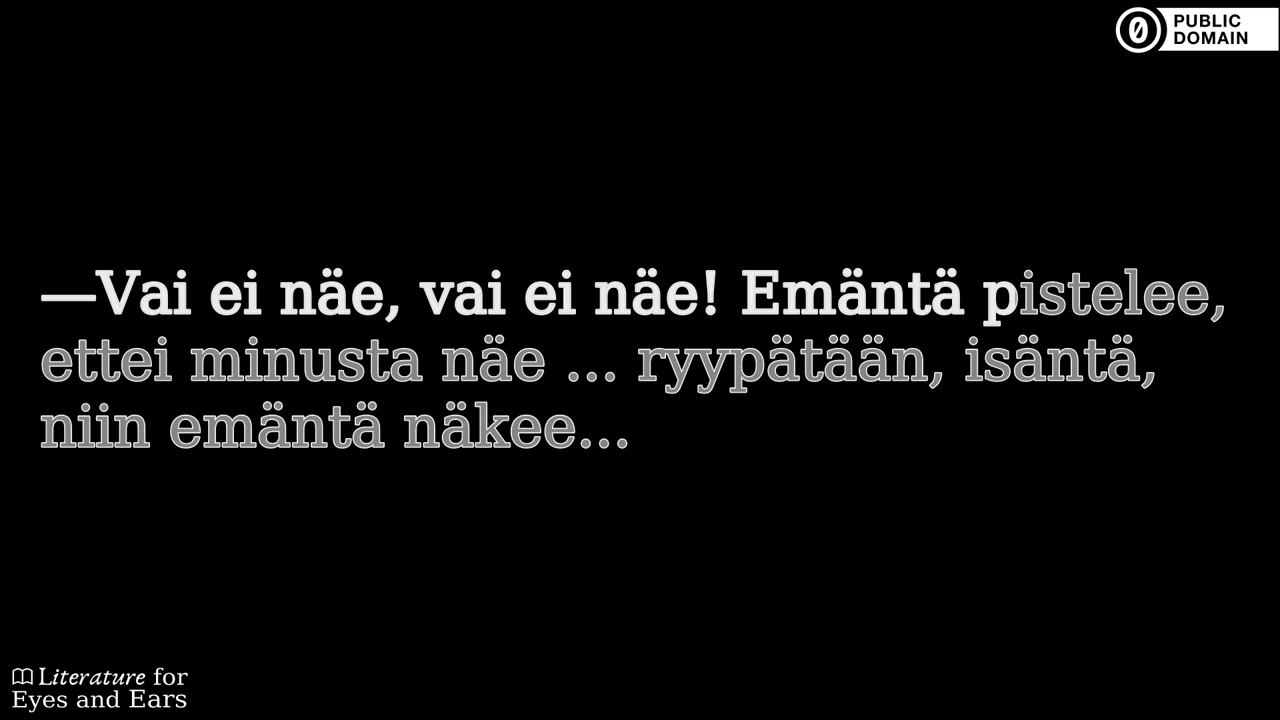 PUBLIC
DOMAIN
—Vai ei näe, vai ei näe! Emäntä pistelee,
ettei minusta näe ... ryypätään, isäntä,
niin emäntä näkee...
Literature for
Eyes and Ears